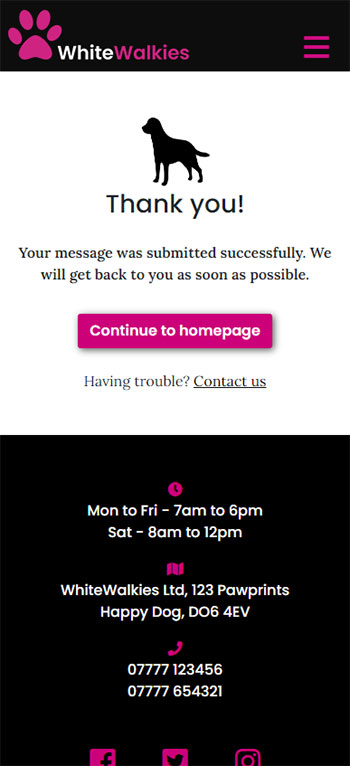 WhiteWalkies
Thank you!
Your message was submitted successfully. We
will get back to you as soon as possible.
Continue to homepage
Having trouble? Contact us
Mon to Fri - 7am to 6pm
Sat - 8am to 12pm
WhiteWalkies Ltd, 123 Pawprints
Happy Dog, DO6 4EV
07777 123456
07777 654321